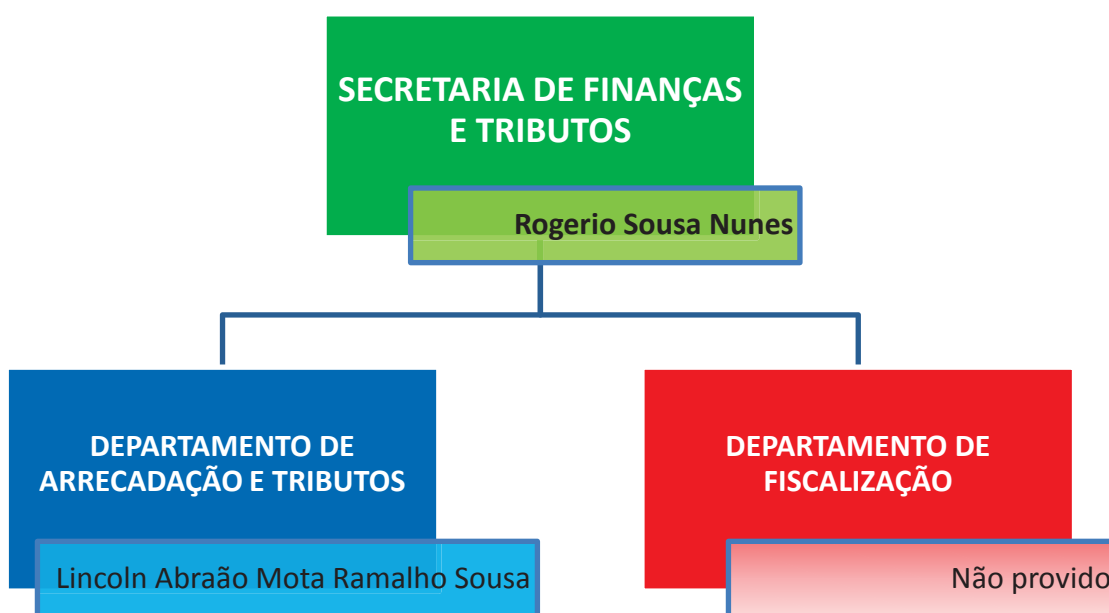 SECRETARIA DE FINANÇAS
E TRIBUTOS
Rogerio Sousa Nunes
DEPARTAMENTO DE
ARRECADAÇÃO E TRIBUTOS
Lincoln Abraão Mota Ramalho Sousa
DEPARTAMENTO DE
FISCALIZAÇÃO
Não provido